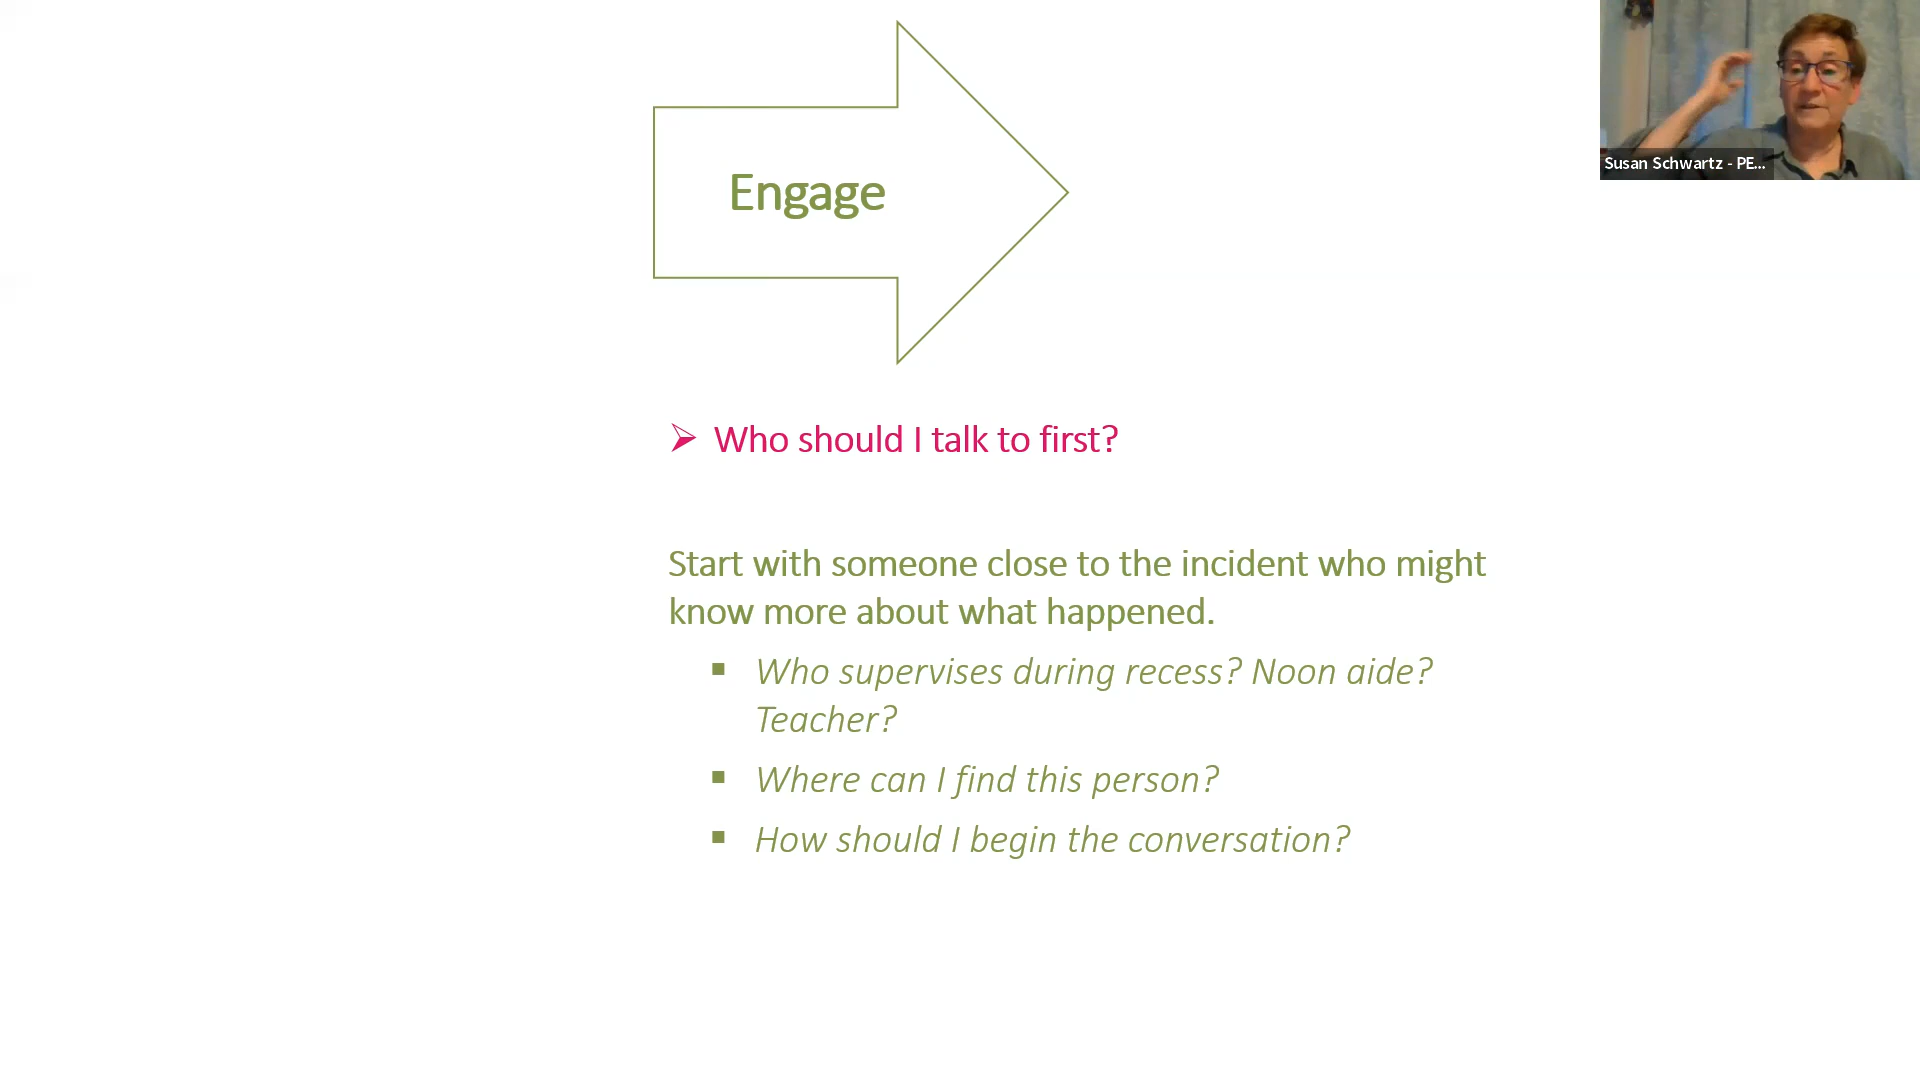 Engage
Susan Schwartz - PE...
Who should I talk to first?
Start with someone close to the incident who might
know more about what happened.
Who supervises during recess? Noon aide?
Teacher?
Where can I find this person?
How should I begin the conversation?